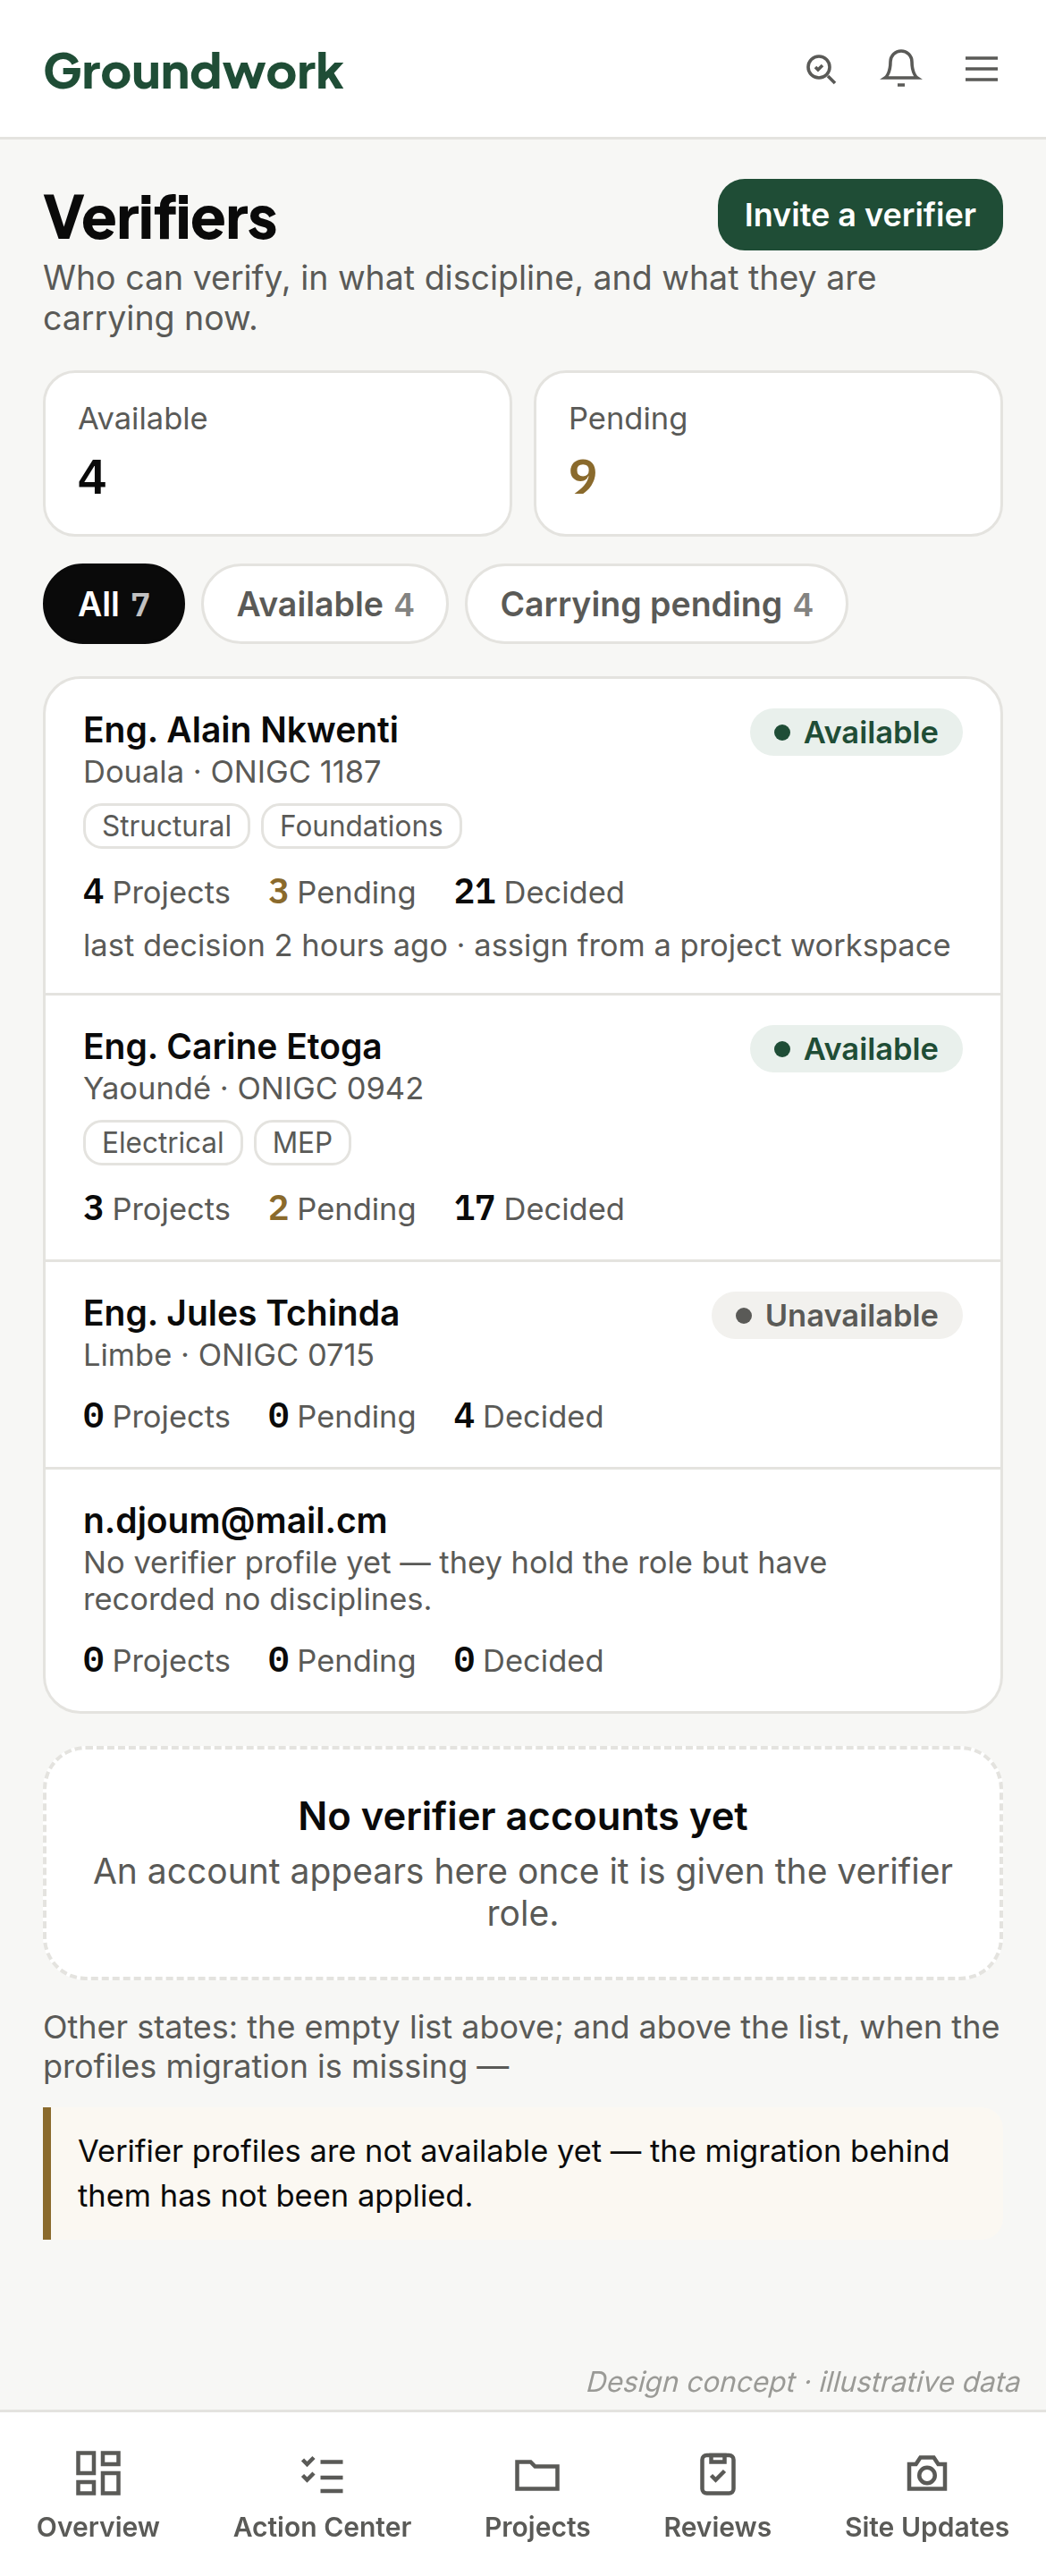 Groundwork
Verifiers
Invite a verifier
Who can verify, in what discipline, and what they are
carrying now.
Available
4
Pending
9
All 7
Available 4
Carrying pending 4
Eng. Alain Nkwenti
Available
Douala · ONIGC 1187
Structural
Foundations
4 Projects 3 Pending 21 Decided
last decision 2 hours ago · assign from a project workspace
Eng. Carine Etoga
Available
Yaoundé · ONIGC 0942
Electrical
MEP
3 Projects 2 Pending 17 Decided
Eng. Jules Tchinda
Unavailable
Limbe · ONIGC 0715
0 Projects 0 Pending 4 Decided
n.djoum@mail.cm
No verifier profile yet — they hold the role but have
recorded no disciplines.
0 Projects 0 Pending 0 Decided
No verifier accounts yet
An account appears here once it is given the verifier
role.
Other states: the empty list above; and above the list, when the
profiles migration is missing —
Verifier profiles are not available yet — the migration behind
them has not been applied.
Design concept · illustrative data
Overview
Action Center
Projects
Reviews
Site Updates